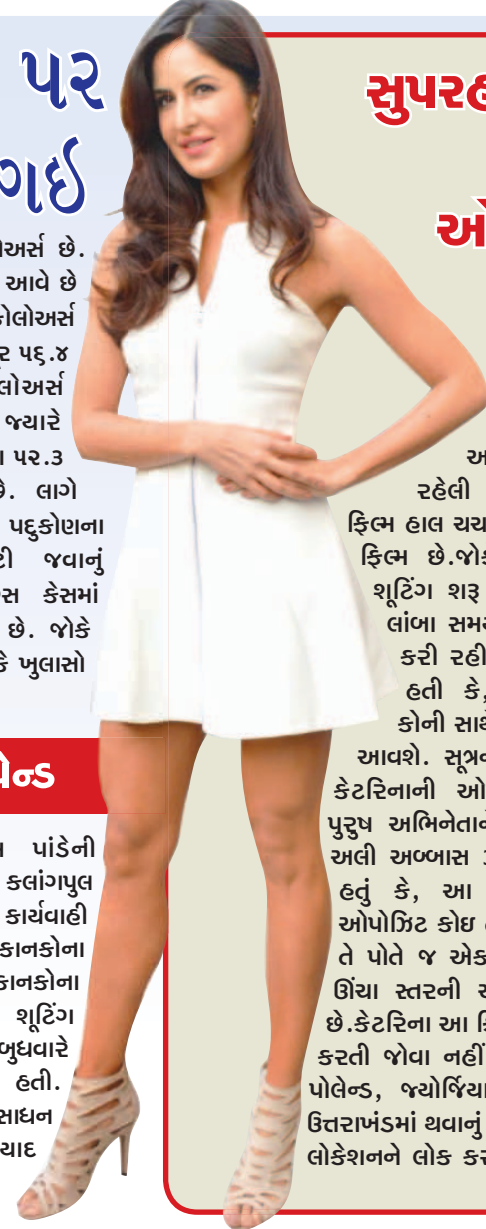 પર
ગઈ
લોઅર્સ છે.
આવે છે
કોલોઅર્સ
૫૬.૪
લોઅર્સ
જ્યારે
૫૨.૩
છે. લાગે
પદુકોણના
ટી જવાનું
સ કેસમાં
છે. જોકે
કે ખુલાસો
પેન્ડ
પાંડેની
કલાંગપુલ
કાર્યવાહી
કાનકોના
કાનકોના
શૂટિંગ
બુધવારે
હતી.
સાધન
યાદ
સુપરહ
ઓ
અ
રહેલી
ફિલ્મ હાલ ચચ
ફિલ્મ છે.જોક
શૂટિંગ શરૂ
લાંબા સમ
કરી રહી
હતી કે,
કોની સાથે
આવશે. સૂત્રન
કેટરિનાની ઓ
પુરુષ અભિનેતાને
અલી અબ્બાસ
હતું કે, આ
ઓપોઝિટ કોઇ
તે પોતે જ એક
ઊંચા સ્તરની
છે.કેટરિના આ ફિ
કરતી જોવા નહીં
પોલેન્ડ, જ્યોર્જિયા
ઉત્તરાખંડમાં થવાનું
લોકેશનને લોક કર